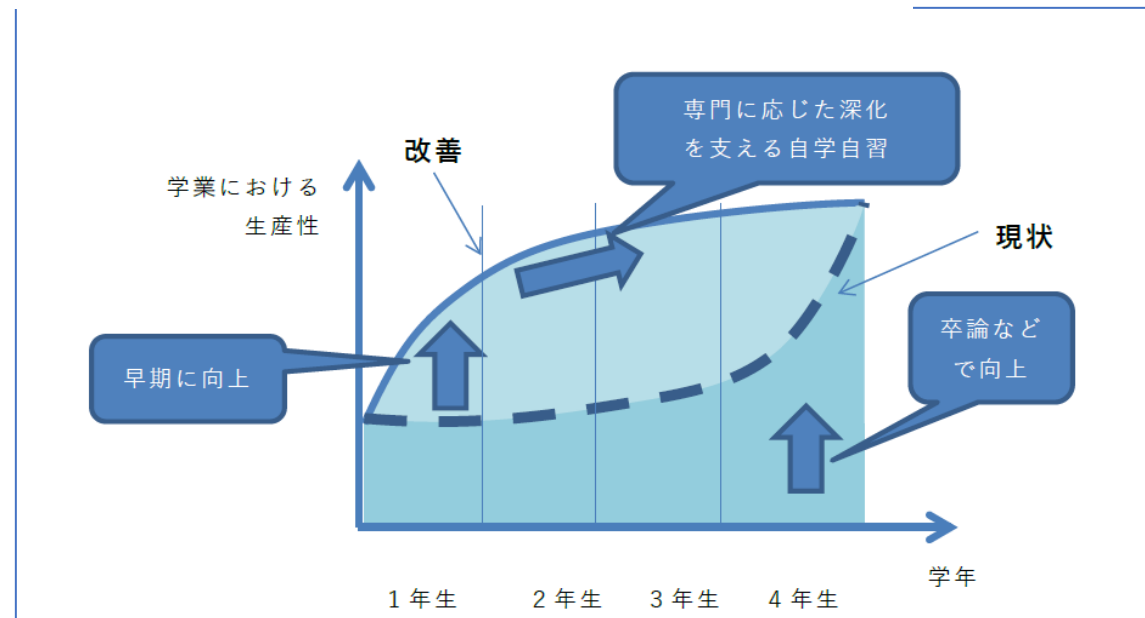 専門に応じた深化
を支える自学自習
改善
学業における
生産性
現状
早期に向上
卒論など
で向上
学年
1年生 2年生 3年生 4年生